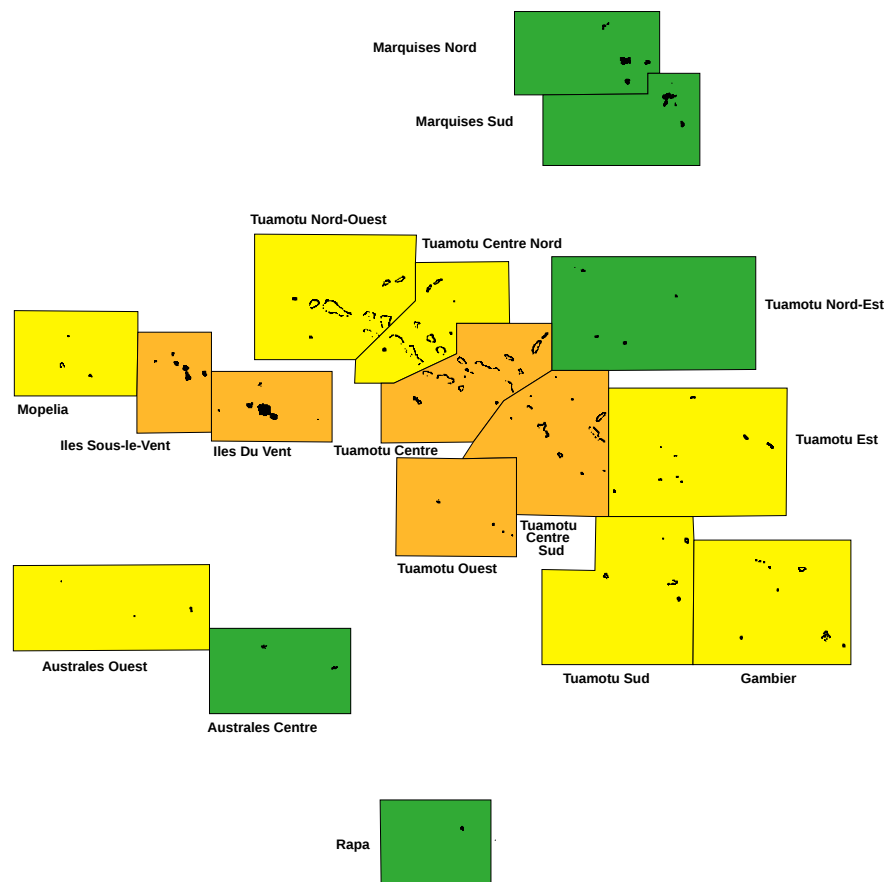 Marquises Nord
Marquises Sud
Tuamotu Nord-Ouest
Tuamotu Centre Nord
Tuamotu Nord-Est
Mopelia
Iles Sous-le-Vent
Iles Du Vent
Tuamotu Centre
Tuamotu Est
Tuamotu
Centre
Sud
Tuamotu Ouest
Australes Ouest
Tuamotu Sud
Gambier
Australes Centre
Rapa